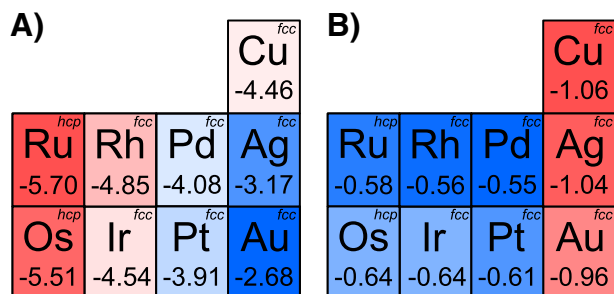 A)
fcc
Cu
-4.46
hcp fcc fcc fcc
Ru Rh Pd Ag
-5.70 -4.85 -4.08 -3.17
hcp fcc fcc fcc
Os Ir Pt Au
-5.51 -4.54 -3.91 -2.68
B)
fcc
Cu
-1.06
hcp fcc fcc fcc
Ru Rh Pd Ag
-0.58 -0.56 -0.55 -1.04
hcp fcc fcc fcc
Os Ir Pt Au
-0.64 -0.64 -0.61 -0.96